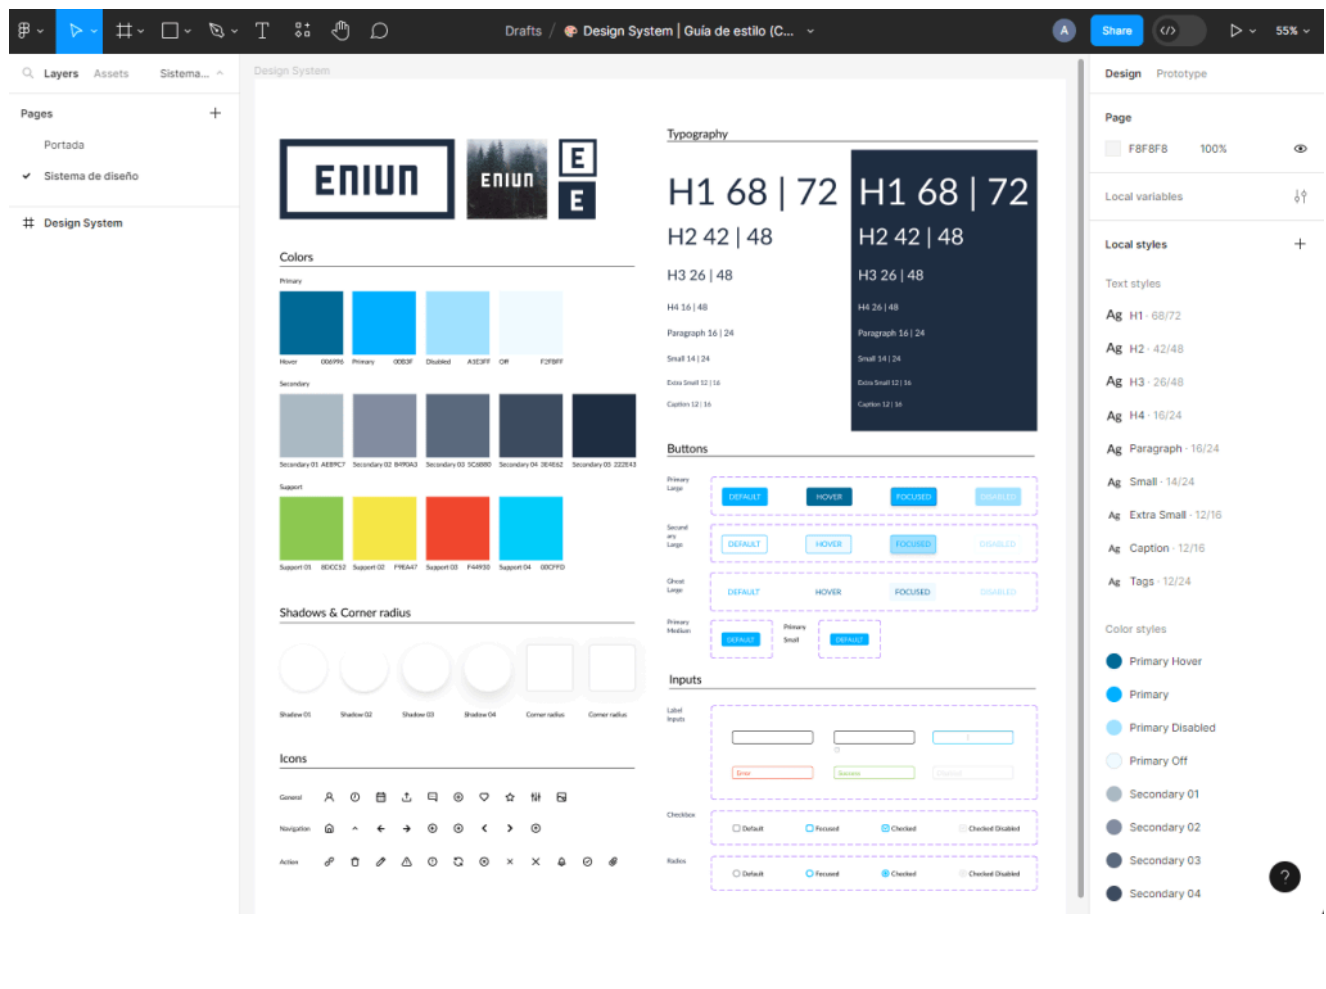 Drafts / Design System | Guía de estilo (C...
A
Share
55%
Layers Assets Sistema...
Pages
Portada
Sistema de diseño
Design System
Design System
ENIUN
ENIUN
E
E
Colors
Primary
Hover 006996 Primary 00B3F Disabled A1E3FF Off F2FBFF
Secondary
Secondary 01 AEB9C7 Secondary 02 8490A3 Secondary 03 5C6B80 Secondary 04 3E4E62 Secondary 05 222E43
Support
Support 01 8DCC52 Support 02 F9EA47 Support 03 F44930 Support 04 00CFFD
Shadows & Corner radius
Shadow 01 Shadow 02 Shadow 03 Shadow 04 Corner radius Corner radius
Icons
General
Navigation
Action
Typography
H1 68 | 72 H1 68 | 72
H2 42 | 48 H2 42 | 48
H3 26 | 48 H3 26 | 48
H4 16 | 48 H4 26 | 48
Paragraph 16 | 24 Paragraph 16 | 24
Small 14 | 24 Small 14 | 24
Extra Small 12 | 16 Extra Small 12 | 16
Caption 12 | 16 Caption 12 | 16
Buttons
Primary
Large
DEFAULT HOVER FOCUSED DISABLED
Second
ary
Large
DEFAULT HOVER FOCUSED DISABLED
Ghost
Large
DEFAULT HOVER FOCUSED DISABLED
Primary
Medium
DEFAULT
Primary
Small
DEFAULT
Inputs
Label
Inputs
Error Success
Checkbox
Default Focused Checked Checked Disabled
Radios
Default Focused Checked Checked Disabled
Design Prototype
Page
F8F8F8 100%
Local variables
Local styles
Text styles
Ag H1 · 68/72
Ag H2 · 42/48
Ag H3 · 26/48
Ag H4 · 16/24
Ag Paragraph · 16/24
Ag Small · 14/24
Ag Extra Small · 12/16
Ag Caption · 12/16
Ag Tags · 12/24
Color styles
Primary Hover
Primary
Primary Disabled
Primary Off
Secondary 01
Secondary 02
Secondary 03
Secondary 04
?